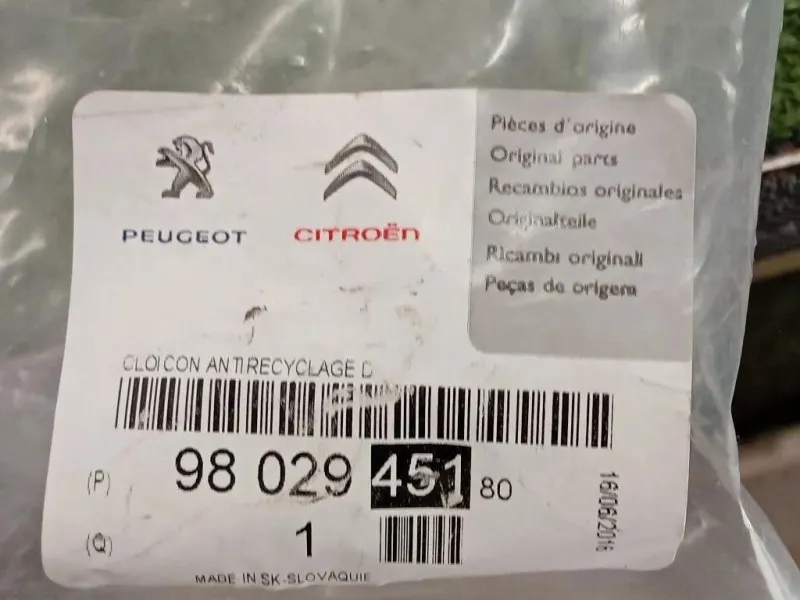 PEUGEOT
CITROËN
Pièces d'origine
Original parts
Recambios originales
Originalteile
Ricambi originali
Peças de origem
CLOICON ANTIRECYCLAGE D
(P) 98 029 451 80
16/06/2016
(Q) 1
MADE IN SK-SLOVAQUIE